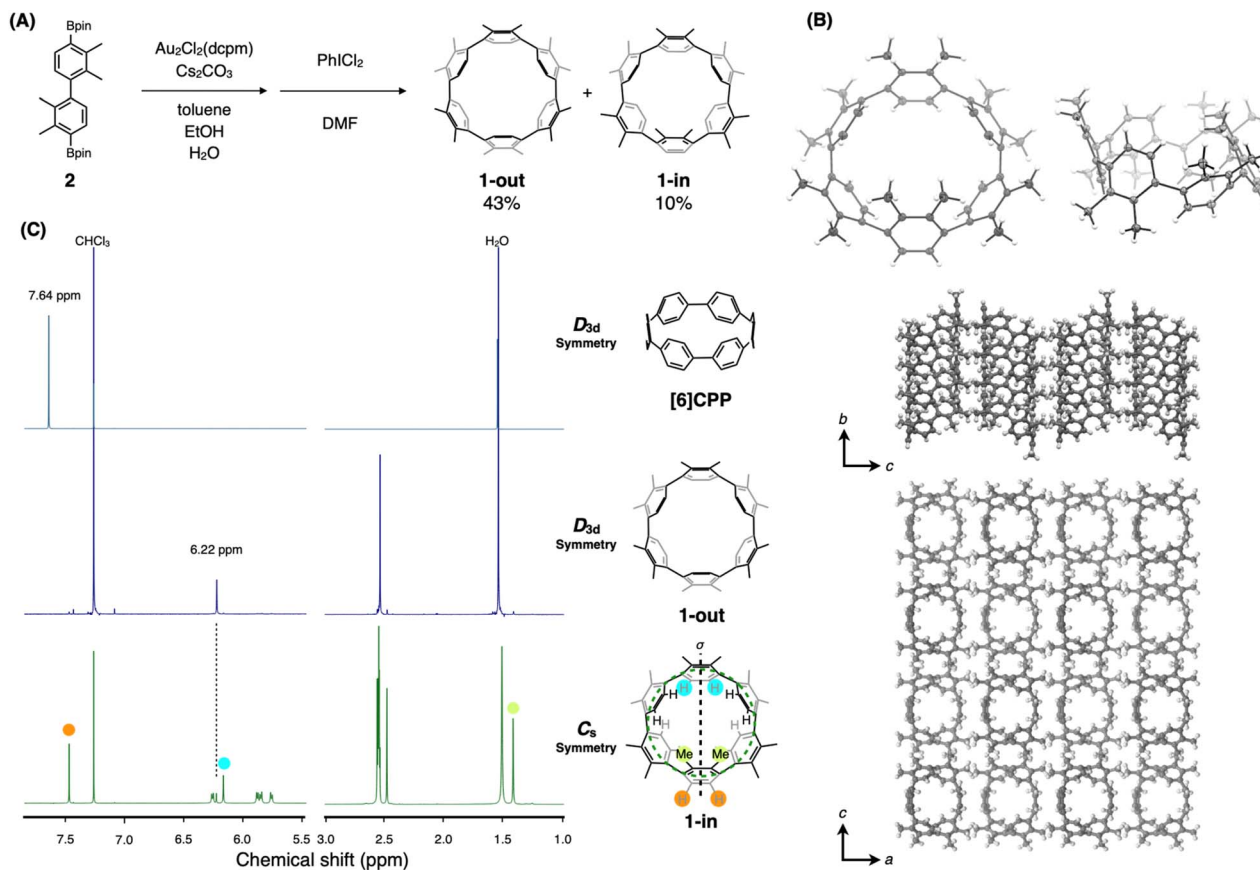 (A)
Bpin
Bpin
2
Au₂Cl₂(dcpm)
Cs₂CO₃
toluene
EtOH
H₂O
PhICl₂
DMF
+
1-out
43%
1-in
10%
(B)
b
c
c
a
(C)
CHCl₃
H₂O
7.64 ppm
D₃d
Symmetry
[6]CPP
6.22 ppm
D₃d
Symmetry
1-out
Cₛ
Symmetry
σ
H H
H H
H H
H H
Me Me
H H
1-in
7.5 7.0 6.5 6.0 5.5 3.0 2.5 2.0 1.5 1.0
Chemical shift (ppm)